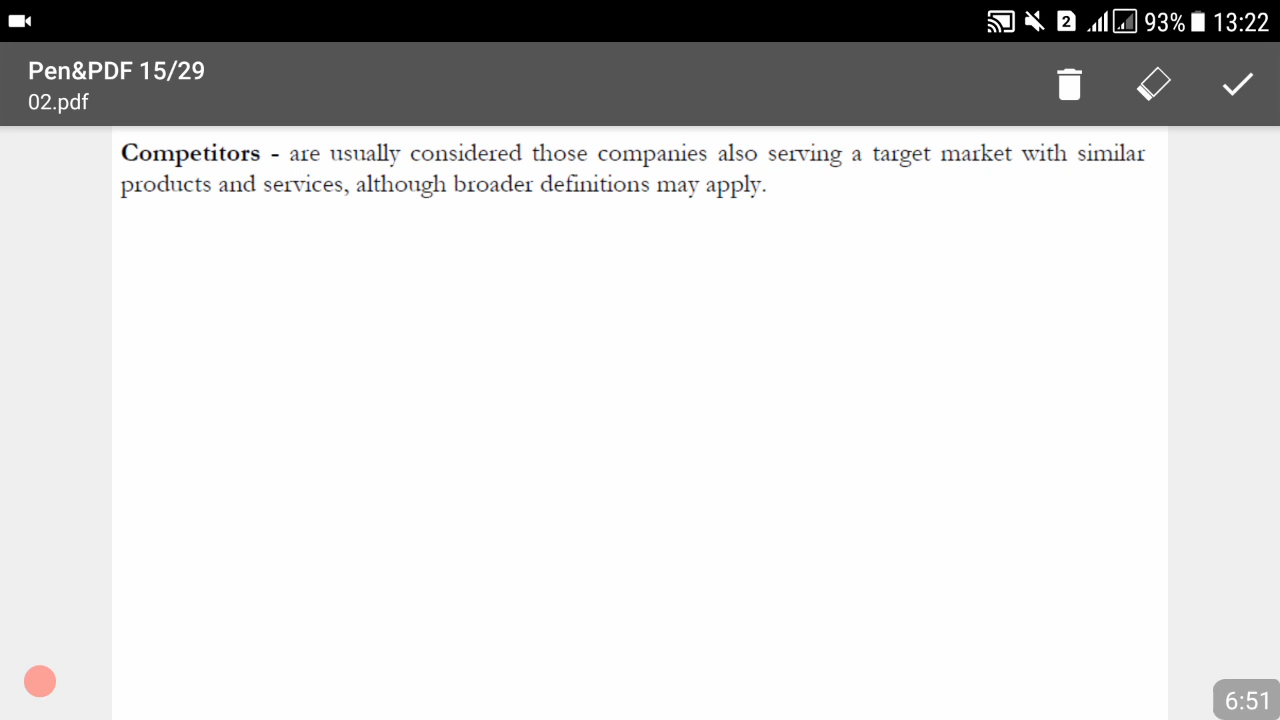 2 93% 13:22
Pen&PDF 15/29
02.pdf
Competitors - are usually considered those companies also serving a target market with similar
products and services, although broader definitions may apply.
6:51